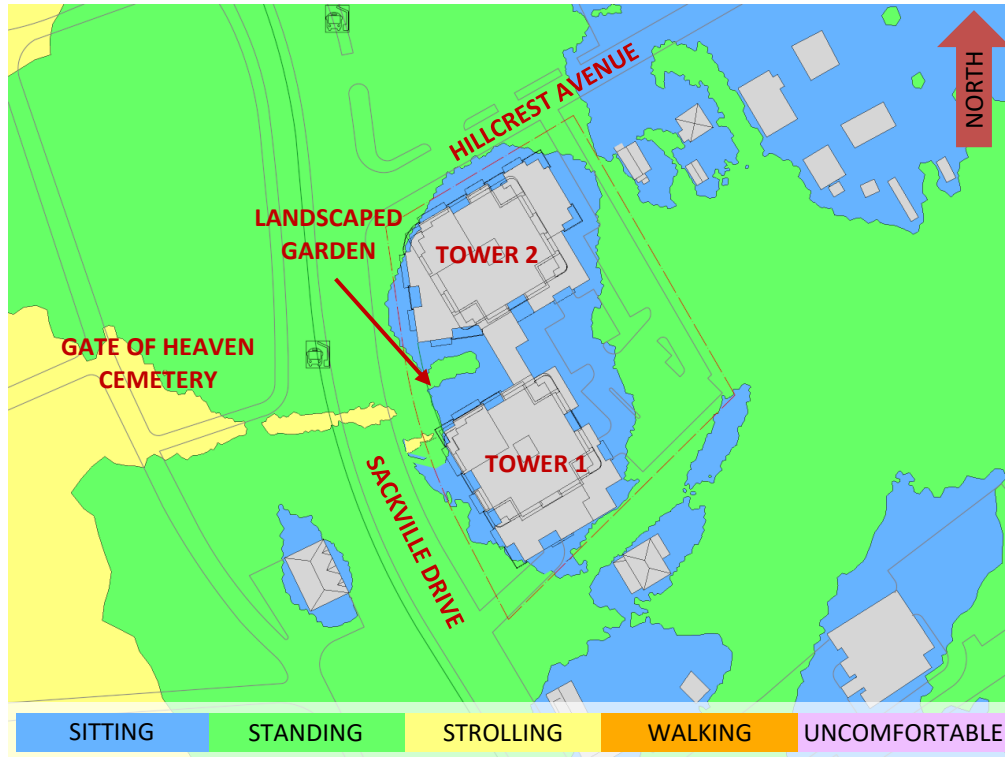 NORTH
HILLCREST AVENUE
LANDSCAPED
GARDEN
TOWER 2
GATE OF HEAVEN
CEMETERY
TOWER 1
SACKVILLE DRIVE
SITTING
STANDING
STROLLING
WALKING
UNCOMFORTABLE